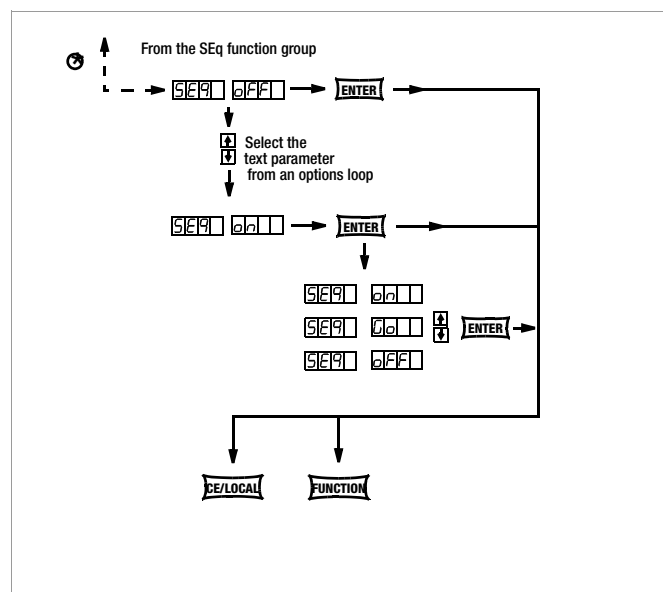 From the SEq function group
SEq oFF ENTER
Select the
text parameter
from an options loop
SEq on ENTER
SEq on
SEq Go ENTER
SEq oFF
CE/LOCAL FUNCTION